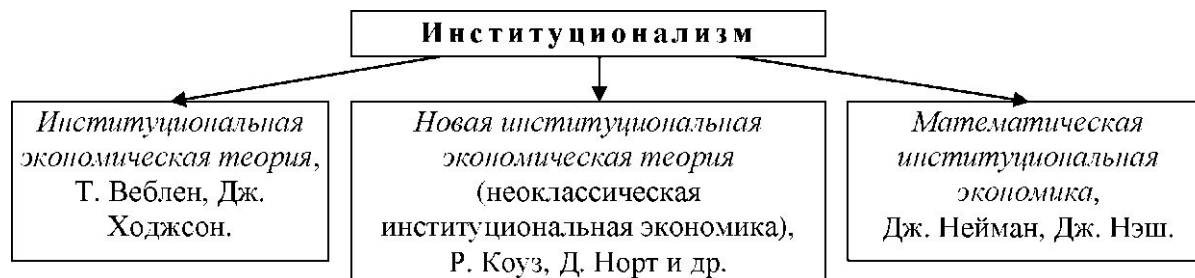 Институционализм
Институциональная
экономическая теория,
Т. Веблен, Дж.
Ходжсон.
Новая институциональная
экономическая теория
(неоклассическая
институциональная экономика),
Р. Коуз, Д. Норт и др.
Математическая
институциональная
экономика,
Дж. Нейман, Дж. Нэш.